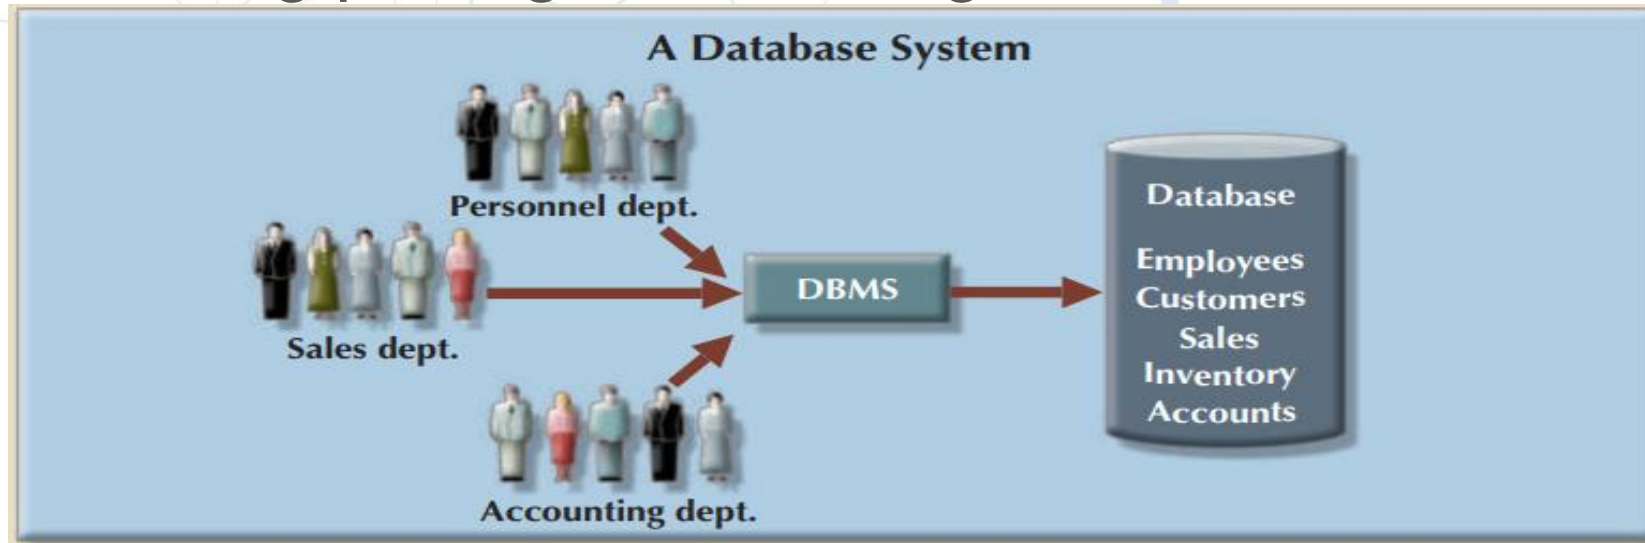 A Database System
Personnel dept.
Sales dept.
Accounting dept.
DBMS
Database
Employees
Customers
Sales
Inventory
Accounts